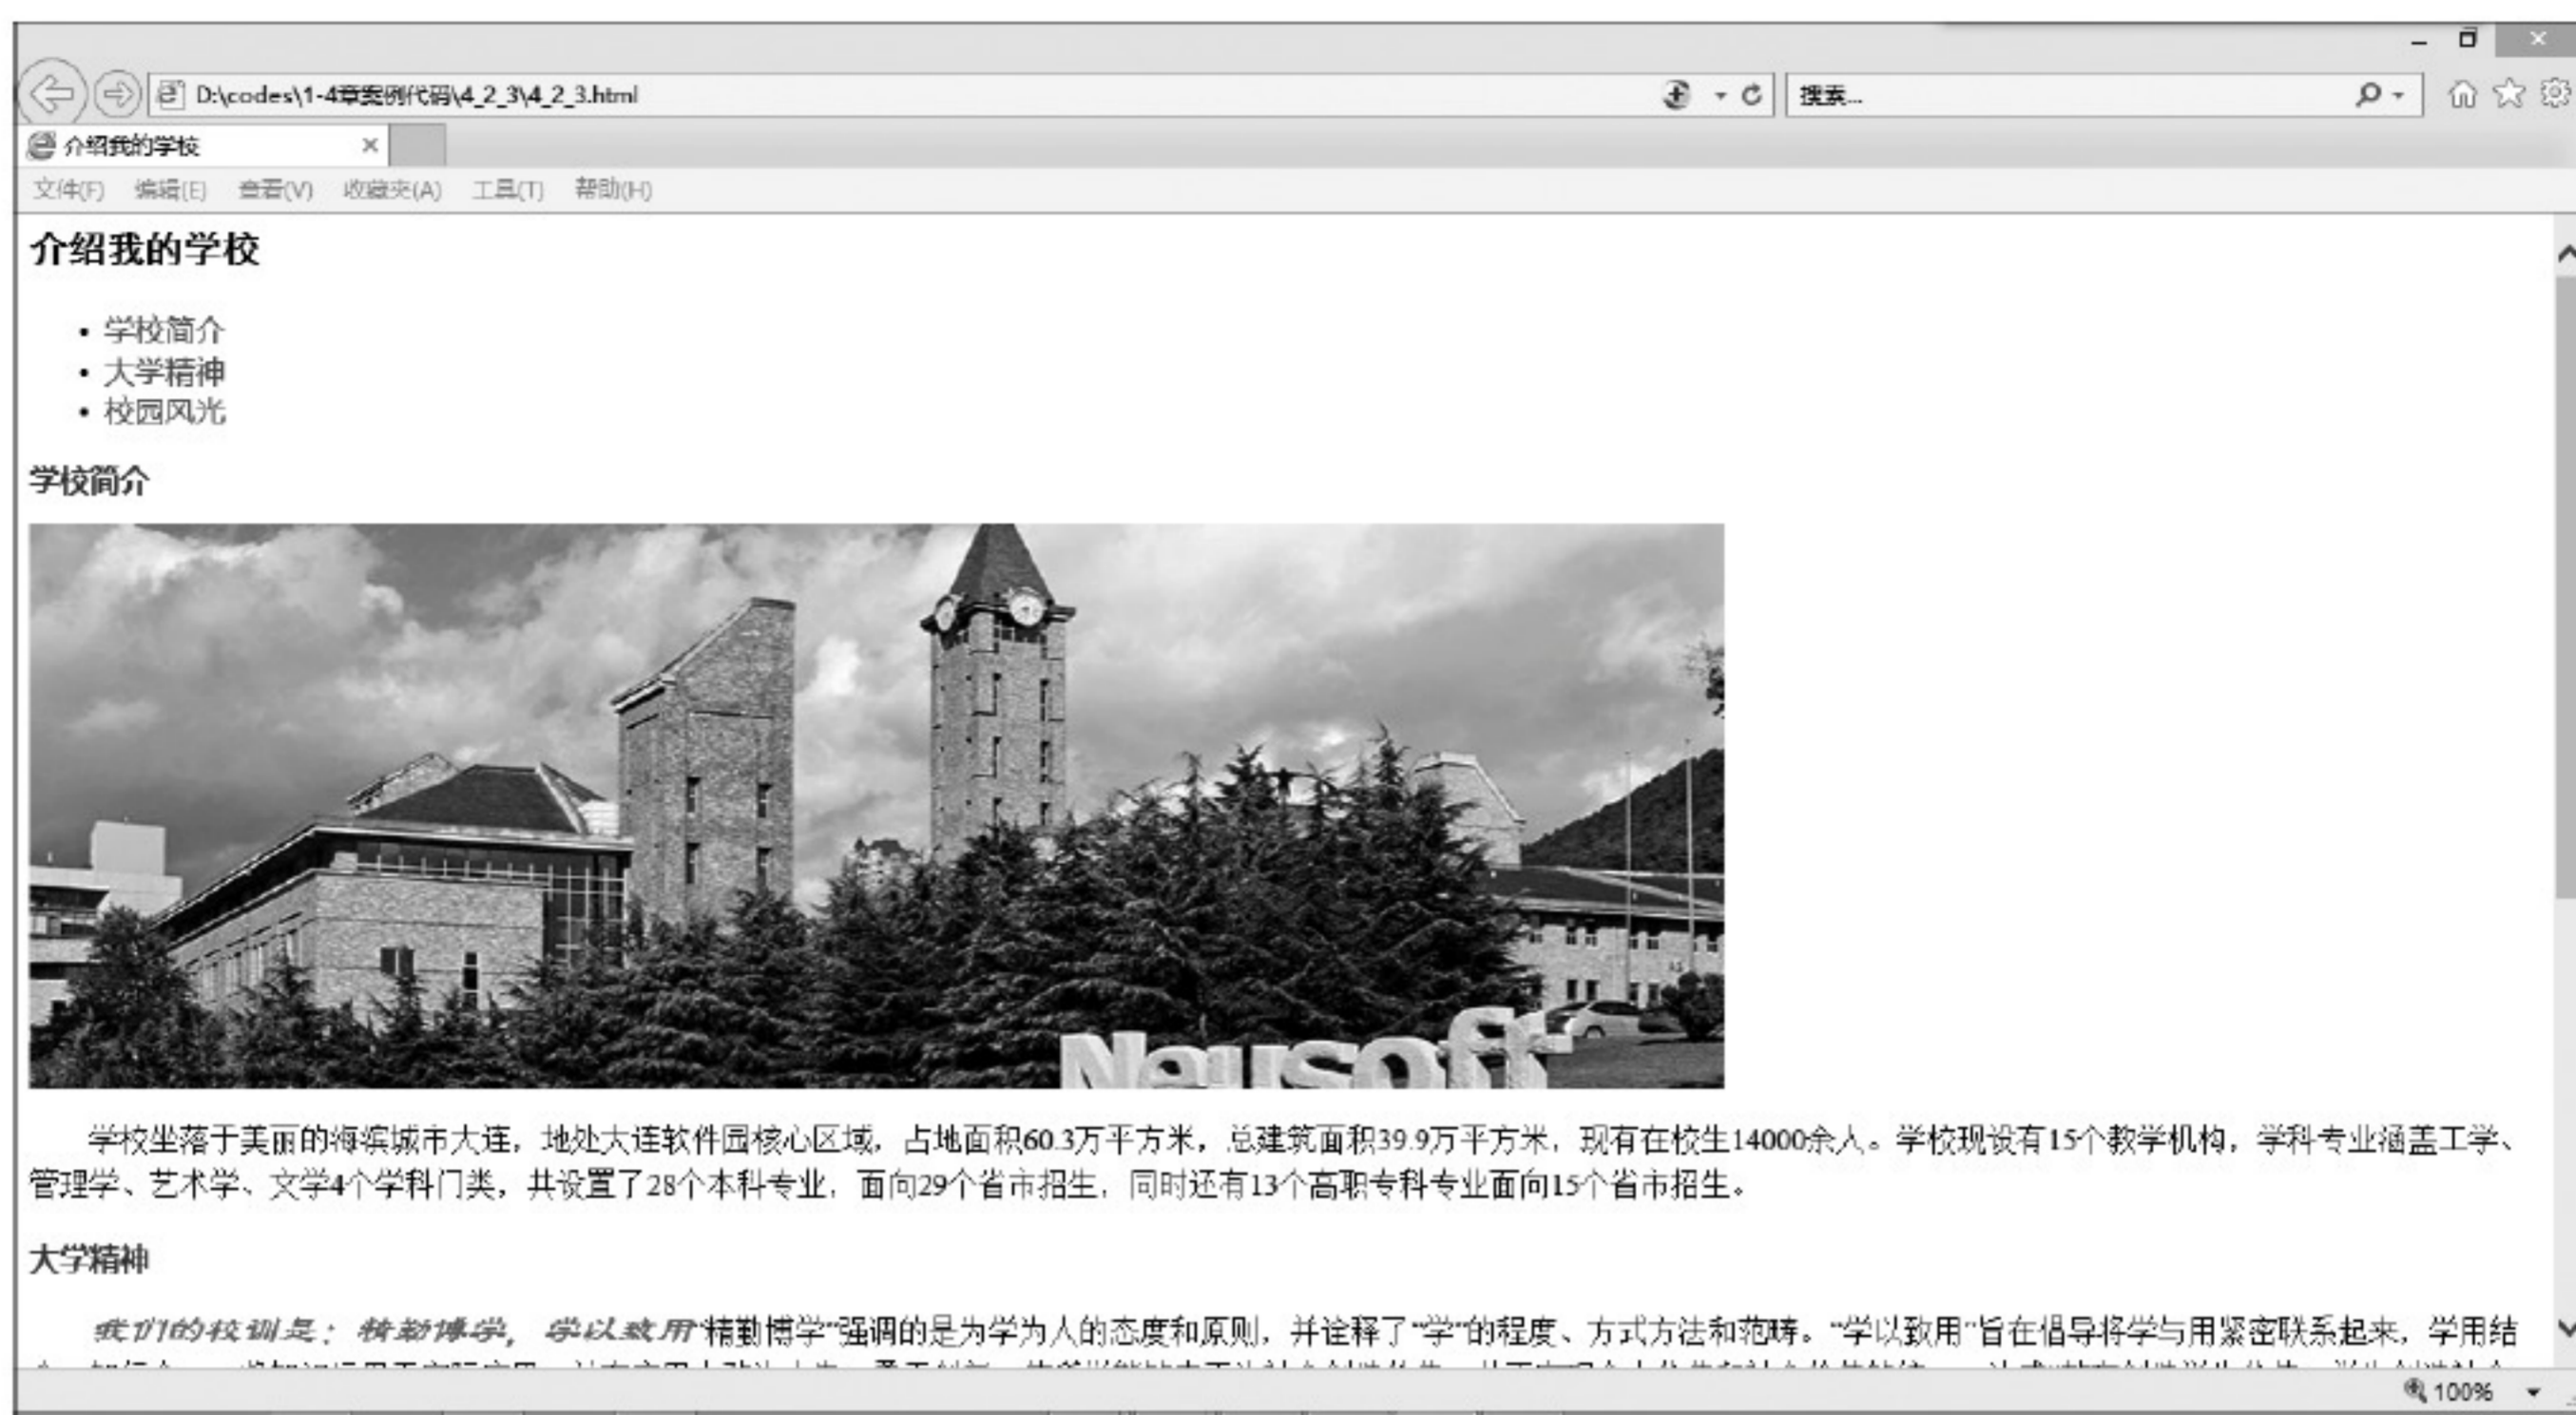 D:\codes\1-4章案例代码\4_2_3\4_2_3.html
搜索...
介绍我的学校
文件(F) 编辑(E) 查看(V) 收藏夹(A) 工具(T) 帮助(H)
介绍我的学校
• 学校简介
• 大学精神
• 校园风光
学校简介
Neusoft
学校坐落于美丽的海滨城市大连，地处大连软件园核心区域，占地面积60.3万平方米，总建筑面积39.9万平方米，现有在校生14000余人。学校现设有15个教学机构，学科专业涵盖工学、
管理学、艺术学、文学4个学科门类，共设置了28个本科专业，面向29个省市招生，同时还有13个高职专科专业面向15个省市招生。
大学精神
我们的校训是：精勤博学，学以致用“精勤博学”强调的是为学为人的态度和原则，并诠释了“学”的程度、方式方法和范畴。“学以致用”旨在倡导将学与用紧密联系起来，学用结
100%